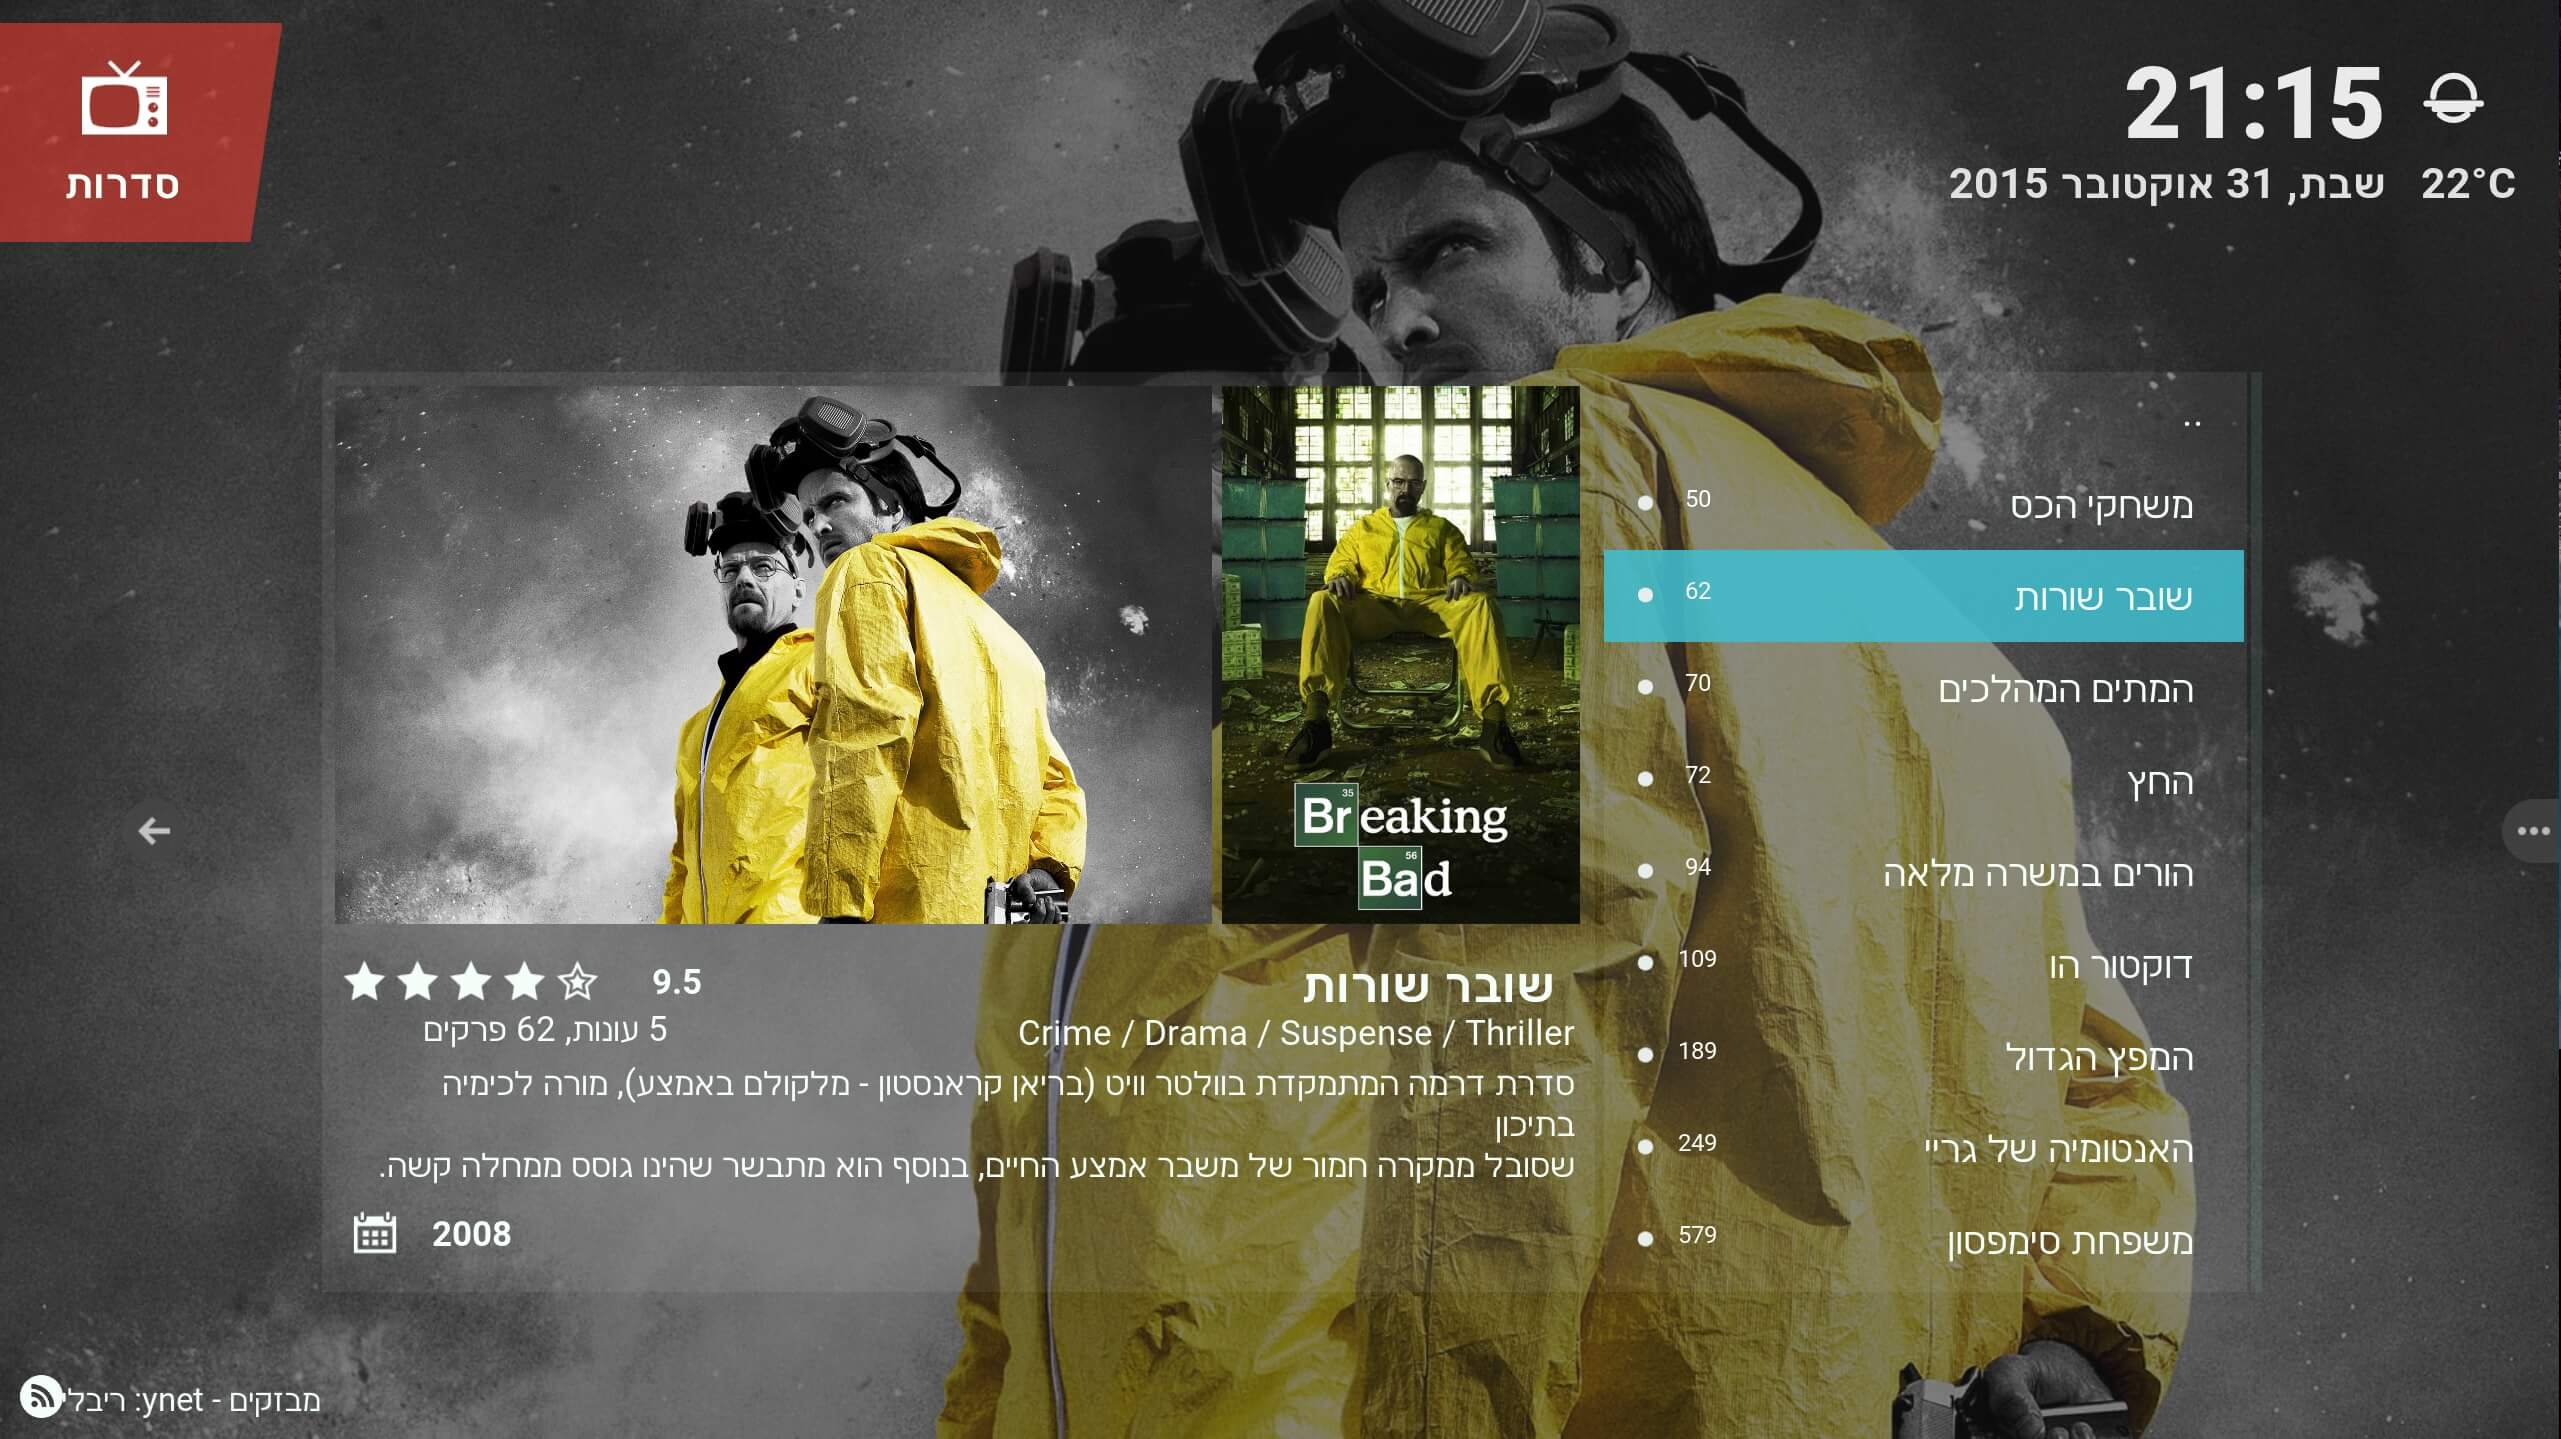 סדרות
21:15
שבת, 31 אוקטובר 2015
22°C
..
משחקי הכס 50
שובר שורות 62
המתים המהלכים 70
החץ 72
הורים במשרה מלאה 94
דוקטור הו 109
המפץ הגדול 189
האנטומיה של גריי 249
משפחת סימפסון 579
35
Breaking
56
Bad
שובר שורות
9.5
Crime / Drama / Suspense / Thriller
5 עונות, 62 פרקים
סדרת דרמה המתמקדת בוולטר וויט (בריאן קראנסטון - מלקולם באמצע), מורה לכימיה
בתיכון
שסובל ממקרה חמור של משבר אמצע החיים, בנוסף הוא מתבשר שהינו גוסס ממחלה קשה.
2008
מבזקים - ynet: ריבלי